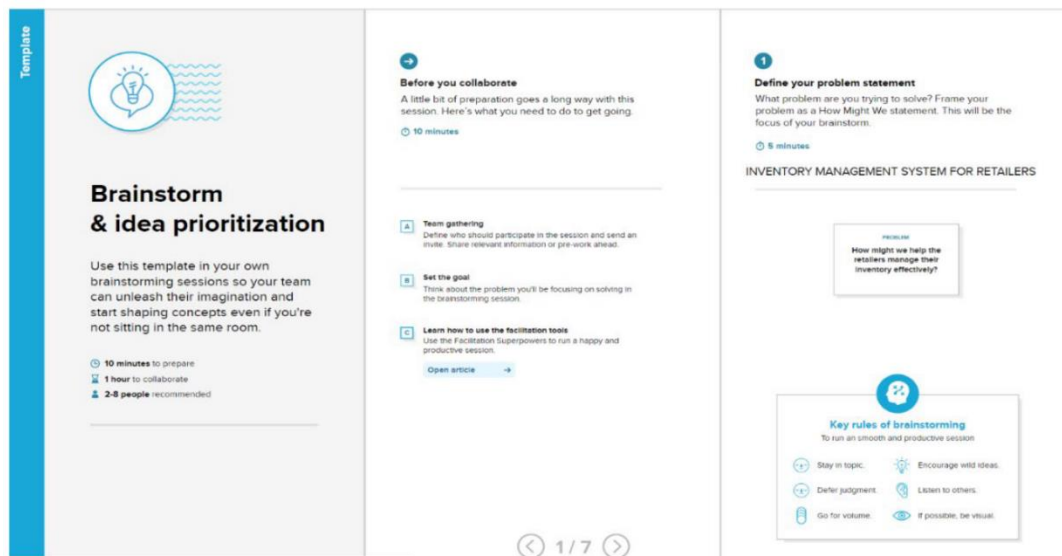 Template
Brainstorm
& idea prioritization
Use this template in your own
brainstorming sessions so your team
can unleash their imagination and
start shaping concepts even if you're
not sitting in the same room.
10 minutes to prepare
1 hour to collaborate
2-8 people recommended
Before you collaborate
A little bit of preparation goes a long way with this
session. Here's what you need to do to get going.
10 minutes
A
Team gathering
Define who should participate in the session and send an
invite. Share relevant information or pre-work ahead.
B
Set the goal
Think about the problem you'll be focusing on solving in
the brainstorming session.
C
Learn how to use the facilitation tools
Use the Facilitation Superpowers to run a happy and
productive session.
Open article
1 / 7
1
Define your problem statement
What problem are you trying to solve? Frame your
problem as a How Might We statement. This will be the
focus of your brainstorm.
5 minutes
INVENTORY MANAGEMENT SYSTEM FOR RETAILERS
PROBLEM
How might we help the
retailers manage their
inventory effectively?
Key rules of brainstorming
To run an smooth and productive session
Stay in topic.
Encourage wild ideas.
Defer judgment.
Listen to others.
Go for volume.
If possible, be visual.